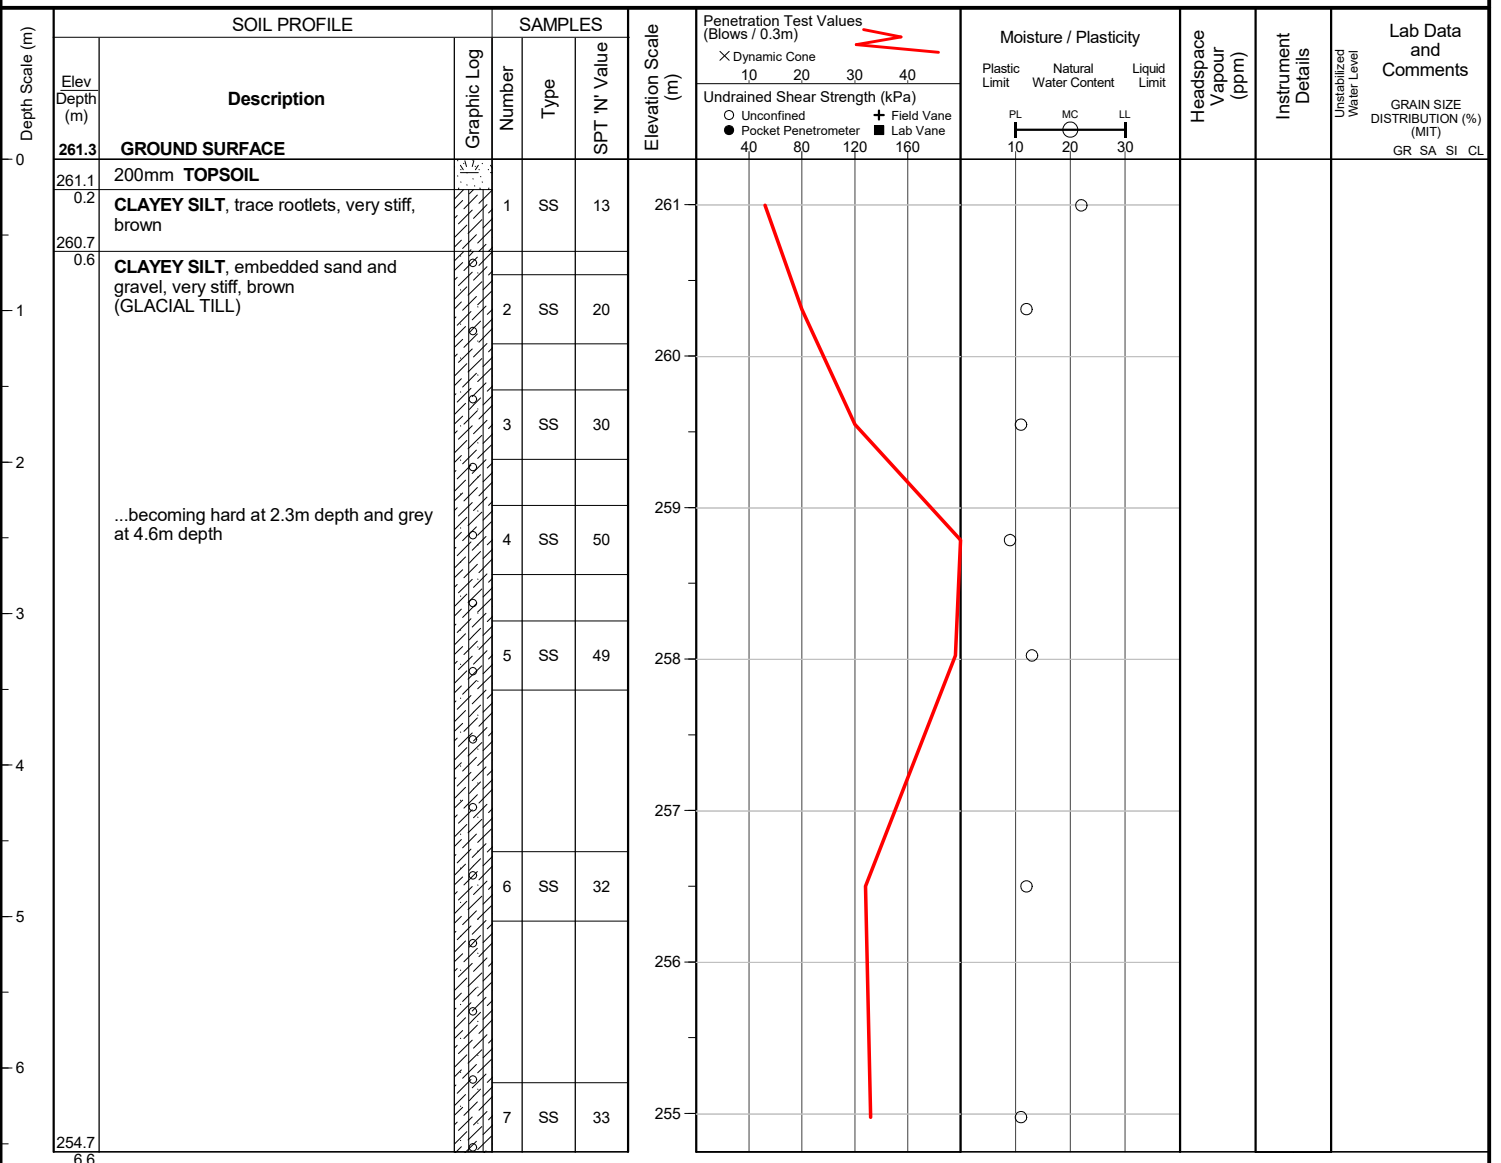 Depth Scale (m)
SOIL PROFILE
Elev
Depth
(m)
Description
261.3 GROUND SURFACE
Graphic Log
SAMPLES
Number
Type
SPT 'N' Value
Elevation Scale
(m)
Penetration Test Values
(Blows / 0.3m)
Dynamic Cone
10 20 30 40
Undrained Shear Strength (kPa)
Unconfined Field Vane
Pocket Penetrometer Lab Vane
40 80 120 160
Moisture / Plasticity
Plastic Natural Liquid
Limit Water Content Limit
PL MC LL
10 20 30
Headspace
Vapour
(ppm)
Instrument
Details
Unstabilized
Water Level
Lab Data
and
Comments
GRAIN SIZE
DISTRIBUTION (%)
(MIT)
GR SA SI CL
0
261.1 200mm TOPSOIL
0.2 CLAYEY SILT, trace rootlets, very stiff,
brown
1 SS 13
261
260.7
0.6 CLAYEY SILT, embedded sand and
gravel, very stiff, brown
(GLACIAL TILL)
1
2 SS 20
260
3 SS 30
2
259
...becoming hard at 2.3m depth and grey
at 4.6m depth
4 SS 50
3
5 SS 49
258
4
257
6 SS 32
5
256
6
7 SS 33
255
254.7
6.6